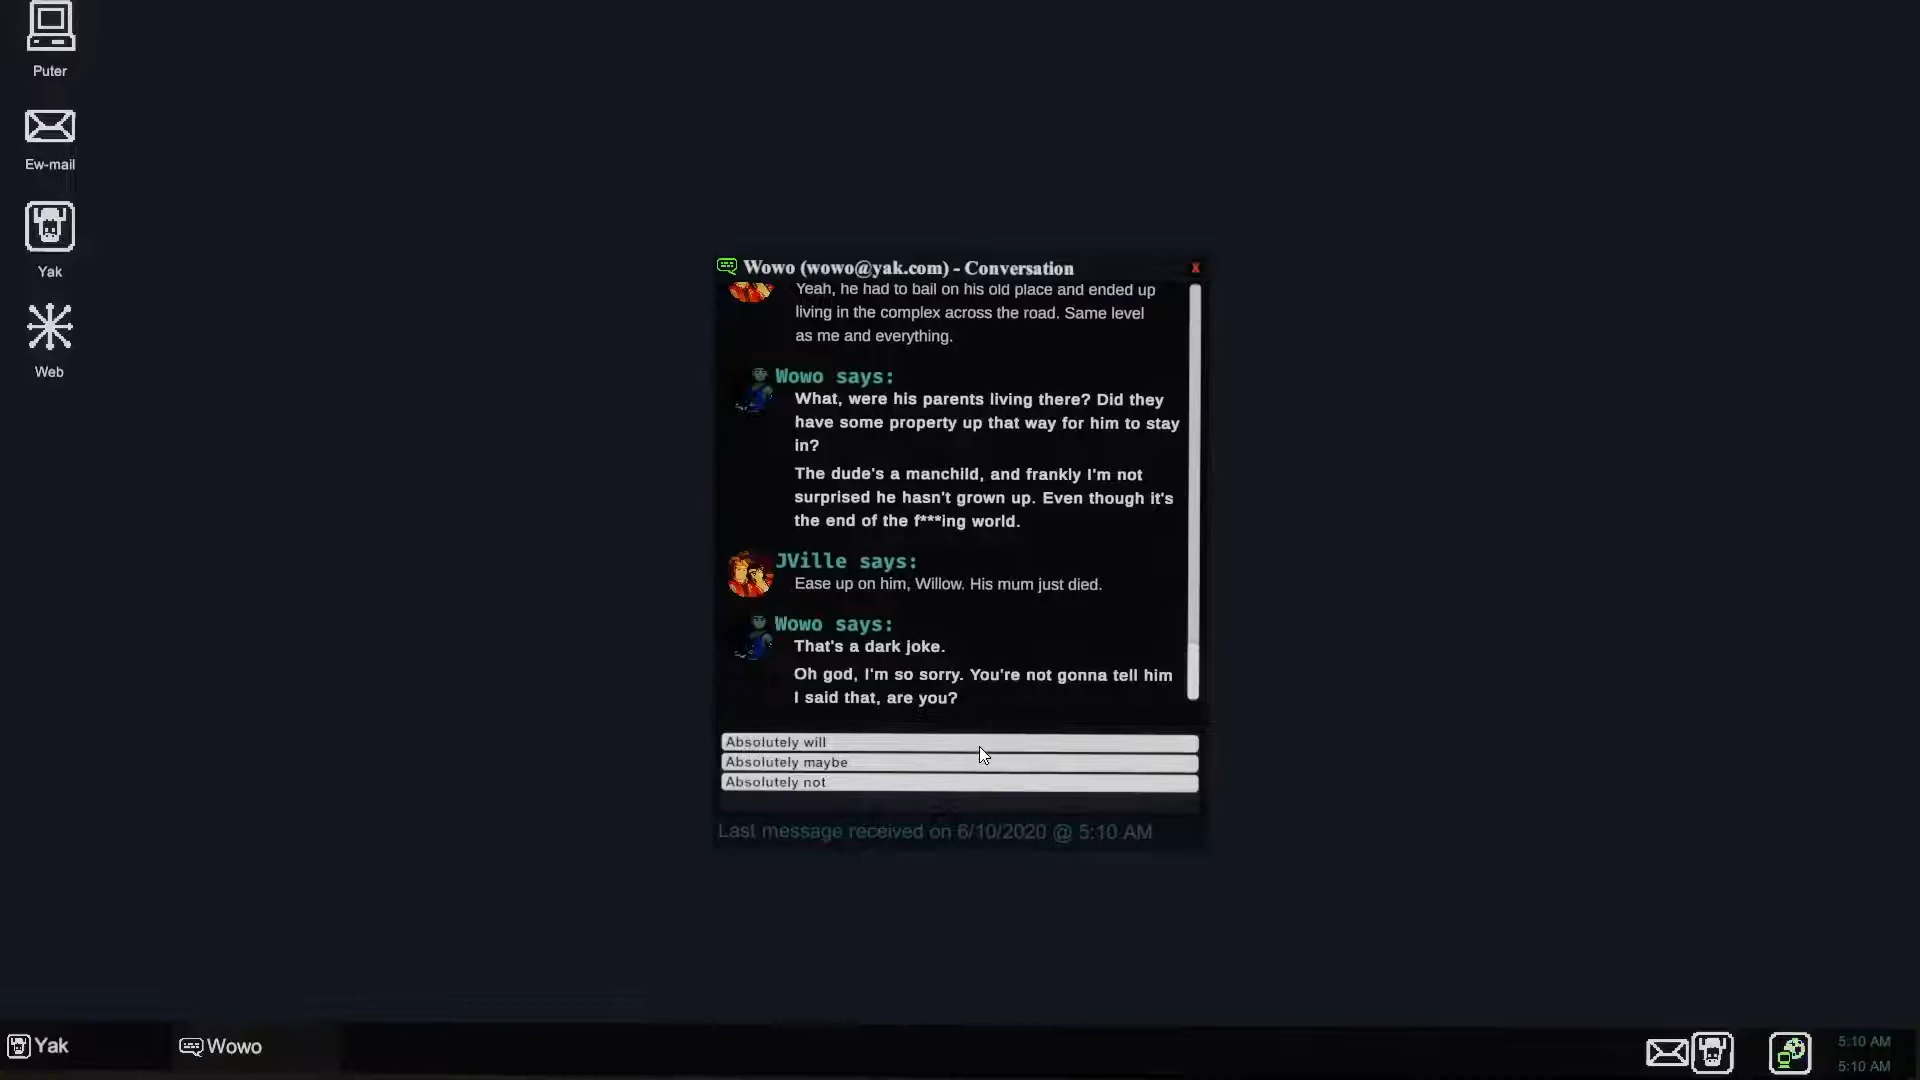 Puter
Ew-mail
Yak
Web
Wowo (wowo@yak.com) - Conversation
x
Yeah, he had to bail on his old place and ended up
living in the complex across the road. Same level
as me and everything.
Wowo says:
What, were his parents living there? Did they
have some property up that way for him to stay
in?
The dude's a manchild, and frankly I'm not
surprised he hasn't grown up. Even though it's
the end of the f***ing world.
JVille says:
Ease up on him, Willow. His mum just died.
Wowo says:
That's a dark joke.
Oh god, I'm so sorry. You're not gonna tell him
I said that, are you?
Absolutely will
Absolutely maybe
Absolutely not
Last message received on 6/10/2020 @ 5:10 AM
Yak
Wowo
5:10 AM
5:10 AM